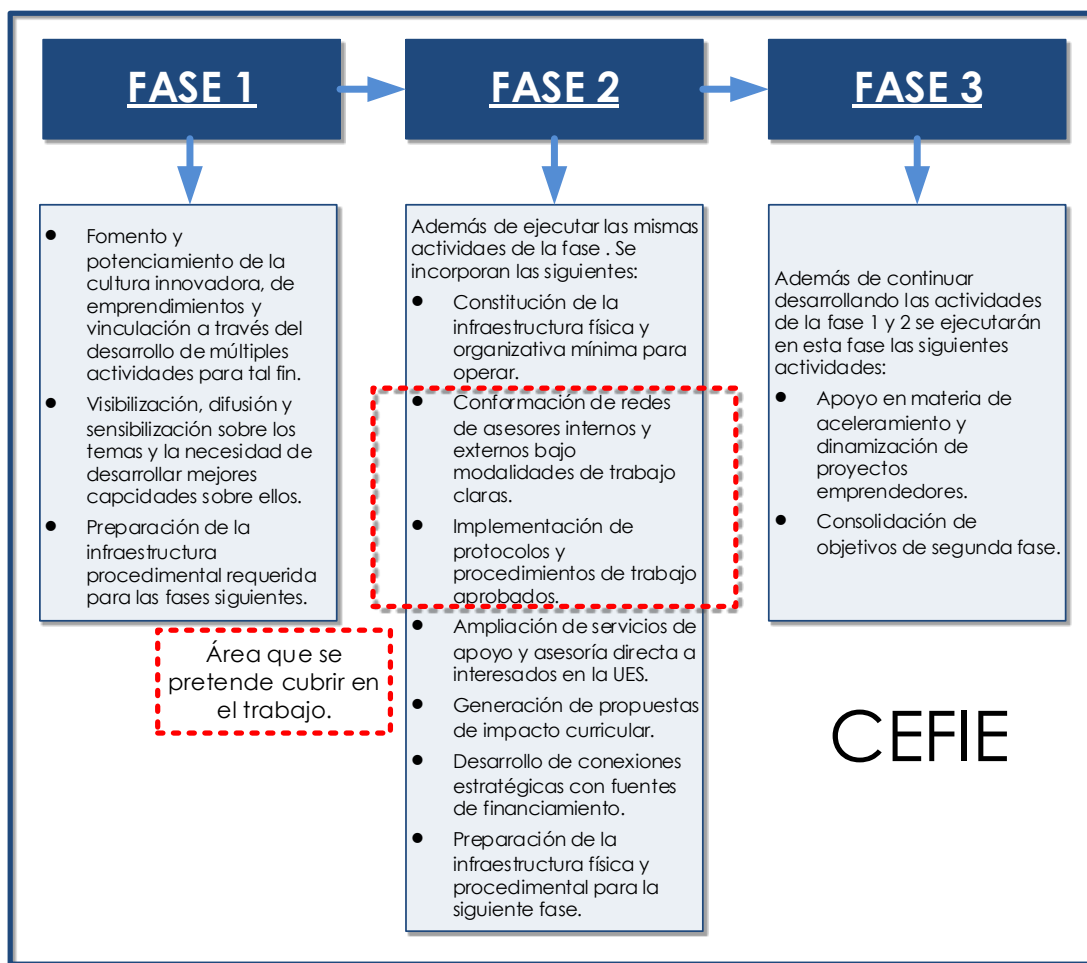 FASE 1
FASE 2
FASE 3
● Fomento y
potenciamiento de la
cultura innovadora, de
emprendimientos y
vinculación a través del
desarrollo de múltiples
actividades para tal fin.
● Visibilización, difusión y
sensibilización sobre los
temas y la necesidad de
desarrollar mejores
capcidades sobre ellos.
● Preparación de la
infraestructura
procedimental requerida
para las fases siguientes.
Área que se
pretende cubrir en
el trabajo.
Además de ejecutar las mismas
actividaes de la fase . Se
incorporan las siguientes:
● Constitución de la
infraestructura física y
organizativa mínima para
operar.
● Conformación de redes
de asesores internos y
externos bajo
modalidades de trabajo
claras.
● Implementación de
protocolos y
procedimientos de trabajo
aprobados.
● Ampliación de servicios de
apoyo y asesoría directa a
interesados en la UES.
● Generación de propuestas
de impacto curricular.
● Desarrollo de conexiones
estratégicas con fuentes
de financiamiento.
● Preparación de la
infraestructura física y
procedimental para la
siguiente fase.
Además de continuar
desarrollando las actividades
de la fase 1 y 2 se ejecutarán
en esta fase las siguientes
actividades:
● Apoyo en materia de
aceleramiento y
dinamización de
proyectos
emprendedores.
● Consolidación de
objetivos de segunda fase.
CEFIE